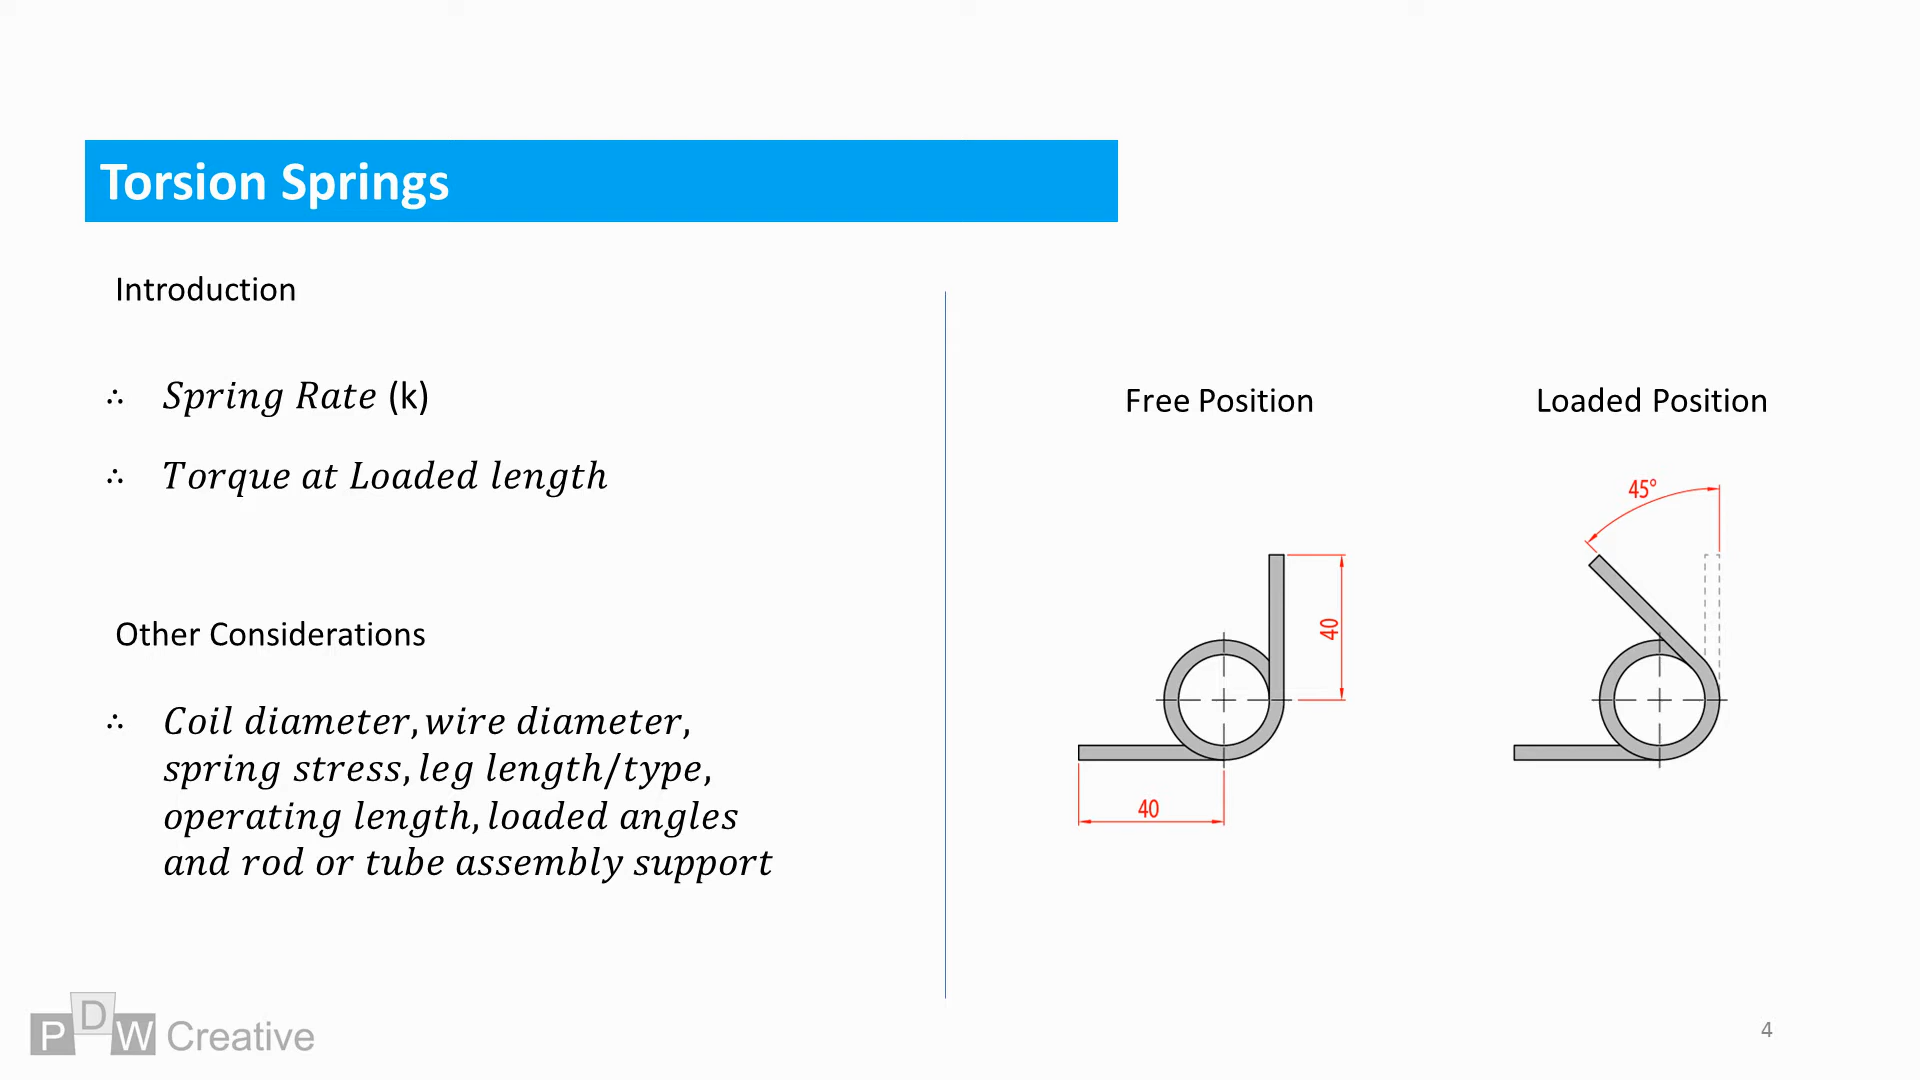 Torsion Springs
Introduction
∴ Spring Rate (k)
∴ Torque at Loaded length
Other Considerations
∴ Coil diameter, wire diameter,
spring stress, leg length/type,
operating length, loaded angles
and rod or tube assembly support
Free Position
Loaded Position
45°
40
40
PDW Creative
4